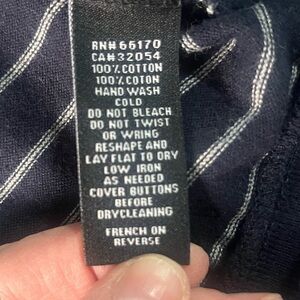 RN# 66170
CA# 32054
100% COTTON
100% COTON
HAND WASH
COLD
DO NOT BLEACH
DO NOT TWIST
OR WRING
RESHAPE AND
LAY FLAT TO DRY
LOW IRON
AS NEEDED
COVER BUTTONS
BEFORE
DRYCLEANING
FRENCH ON
REVERSE